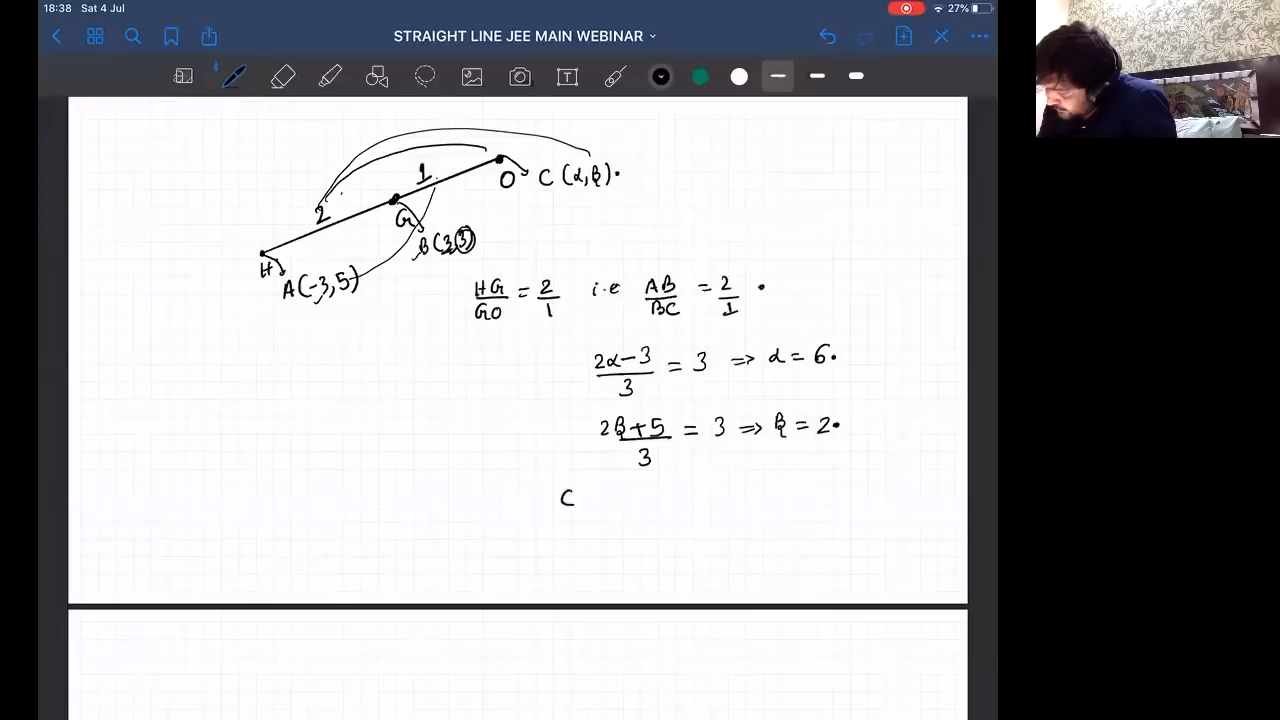 18:38 Sat 4 Jul
27%
STRAIGHT LINE JEE MAIN WEBINAR
T
1
2
O C (α, β).
G
B(3,3)
H
A(-3, 5)
HG/GO = 2/1 i.e AB/BC = 2/1 .
(2α-3)/3 = 3 ⇒ α = 6.
(2β+5)/3 = 3 ⇒ β = 2.
C